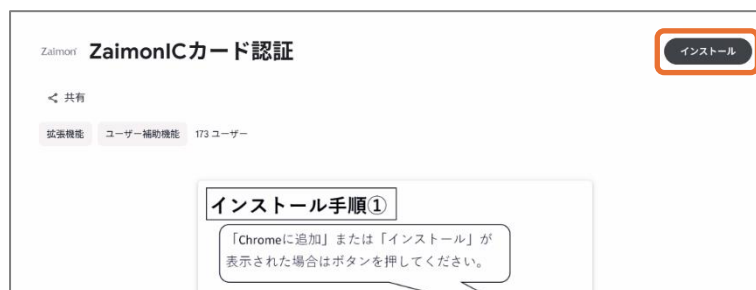 Zaimon ZaimonICカード認証
インストール
共有
拡張機能 ユーザー補助機能 173 ユーザー
インストール手順①
「Chromeに追加」または「インストール」が
表示された場合はボタンを押してください。